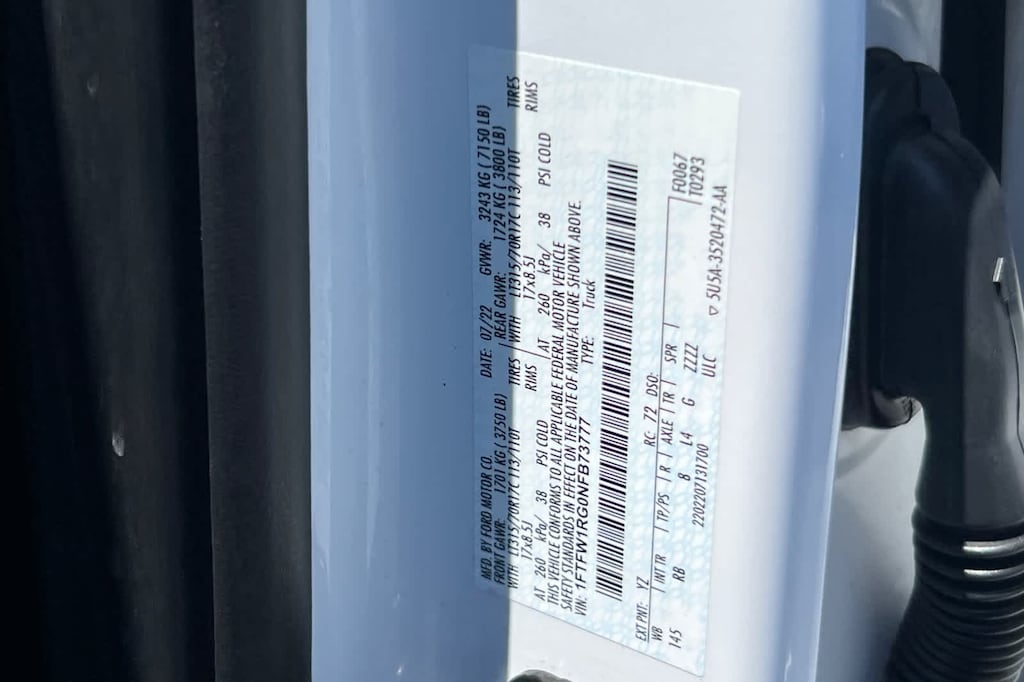 MFD. BY FORD MOTOR CO. DATE: 07/22 GVWR: 3243 KG ( 7150 LB)
FRONT GAWR: 1701 KG ( 3750 LB) REAR GAWR: 1724 KG ( 3800 LB)
WITH LT315/70R17C 113/110T TIRES WITH LT315/70R17C 113/110T TIRES
17x8.5J RIMS 17x8.5J RIMS
AT 260 kPa/ 38 PSI COLD AT 260 kPa/ 38 PSI COLD
THIS VEHICLE CONFORMS TO ALL APPLICABLE FEDERAL MOTOR VEHICLE
SAFETY STANDARDS IN EFFECT ON THE DATE OF MANUFACTURE SHOWN ABOVE.
VIN: 1FTFW1RG0NFB73777 TYPE: Truck
EXT PNT: YZ RC: 72 DSO: F0067
WB INT TR TP/PS R AXLE TR SPR T0293
145 RB 8 L4 G ZZZZ
2202207131700 ULC ▽ 5U5A-3520472-AA